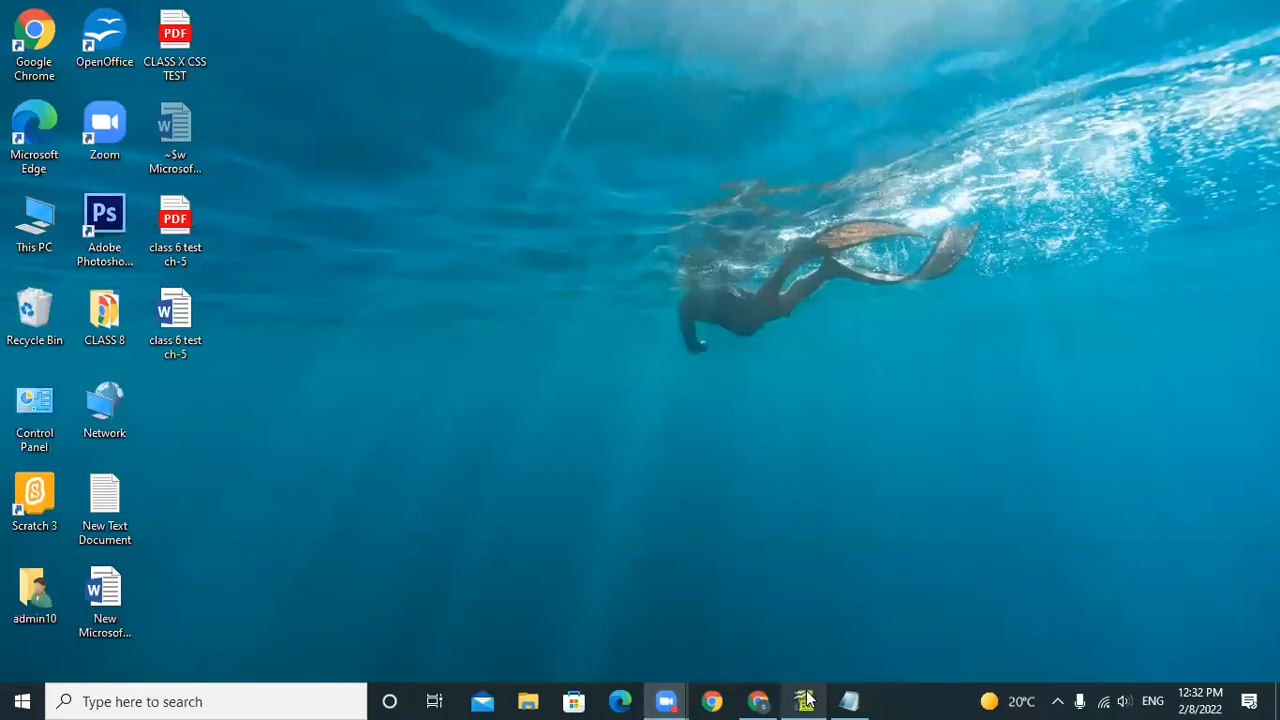 Google
Chrome
OpenOffice
PDF
CLASS X CSS
TEST
Microsoft
Edge
Zoom
W
~$w
Microsof...
This PC
Ps
Adobe
Photosho...
PDF
class 6 test
ch-5
Recycle Bin
CLASS 8
W
class 6 test
ch-5
Control
Panel
Network
Scratch 3
New Text
Document
admin10
W
New
Microsof...
Type here to search
20°C
ENG
12:32 PM
2/8/2022